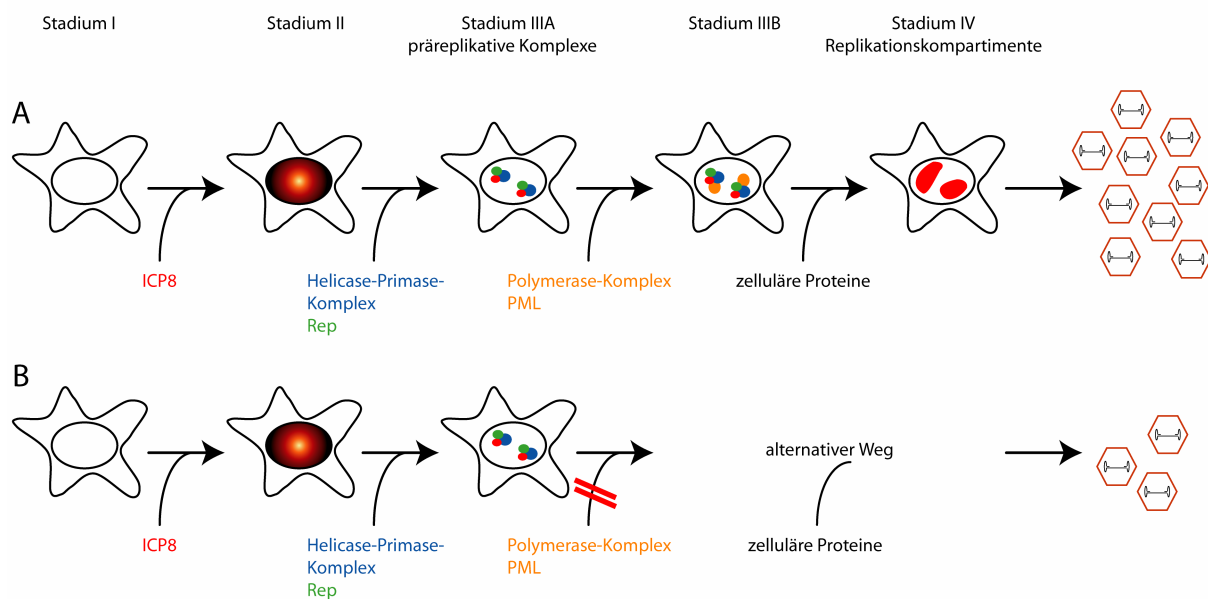 Stadium I
Stadium II
Stadium IIIA
präreplikative Komplexe
Stadium IIIB
Stadium IV
Replikationskompartimente
A
ICP8
Helicase-Primase-
Komplex
Rep
Polymerase-Komplex
PML
zelluläre Proteine
B
alternativer Weg
ICP8
Helicase-Primase-
Komplex
Rep
Polymerase-Komplex
PML
zelluläre Proteine